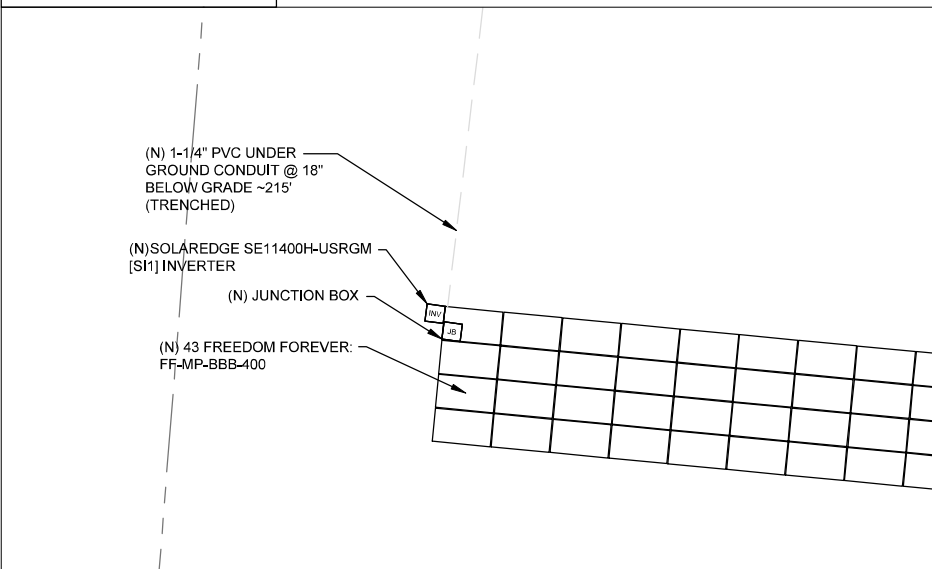 (N) 1-1/4" PVC UNDER
GROUND CONDUIT @ 18"
BELOW GRADE ~215'
(TRENCHED)
(N)SOLAREDGE SE11400H-USRGM
[SI1] INVERTER
(N) JUNCTION BOX
INV
JB
(N) 43 FREEDOM FOREVER:
FF-MP-BBB-400